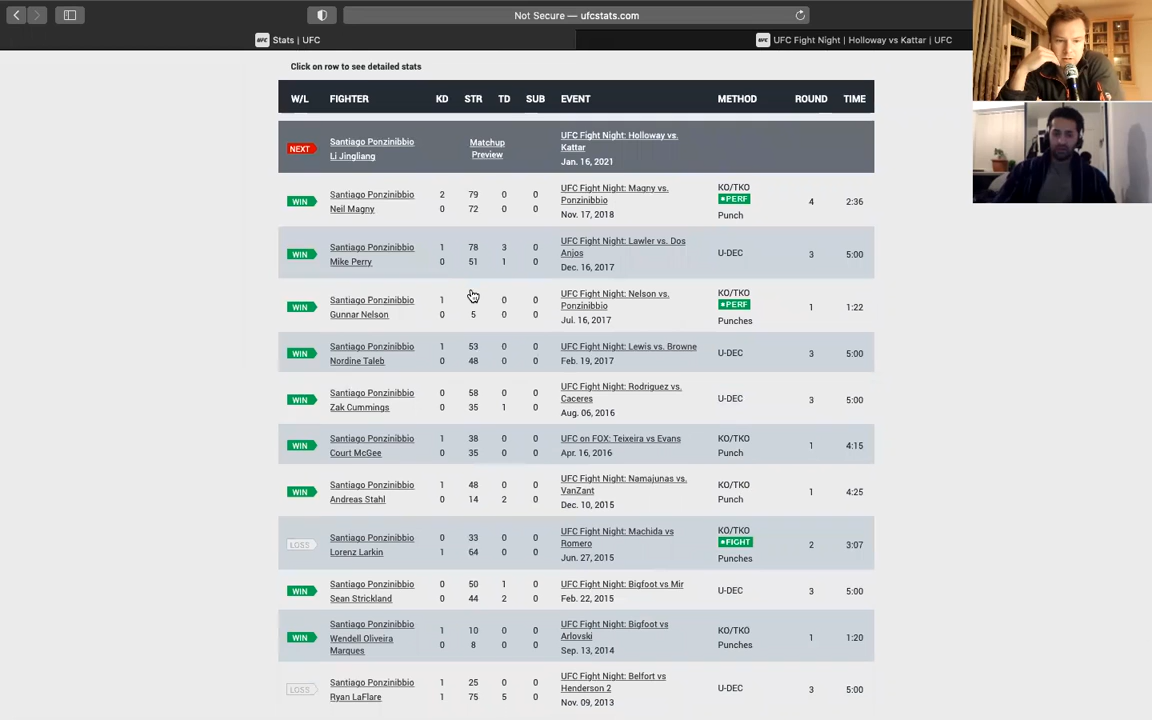 Not Secure — ufcstats.com
Stats | UFC
UFC Fight Night | Holloway vs Kattar | UFC
Click on row to see detailed stats
W/L FIGHTER KD STR TD SUB EVENT METHOD ROUND TIME
NEXT
Santiago Ponzinibbio
Li Jingliang
Matchup
Preview
UFC Fight Night: Holloway vs.
Kattar
Jan. 16, 2021
WIN
Santiago Ponzinibbio 2 79 0 0
Neil Magny 0 72 0 0
UFC Fight Night: Magny vs.
Ponzinibbio
Nov. 17, 2018
KO/TKO
PERF
Punch
4 2:36
WIN
Santiago Ponzinibbio 1 78 3 0
Mike Perry 0 51 1 0
UFC Fight Night: Lawler vs. Dos
Anjos
Dec. 16, 2017
U-DEC
3 5:00
WIN
Santiago Ponzinibbio 1 0 0
Gunnar Nelson 0 5 0 0
UFC Fight Night: Nelson vs.
Ponzinibbio
Jul. 16, 2017
KO/TKO
PERF
Punches
1 1:22
WIN
Santiago Ponzinibbio 1 53 0 0
Nordine Taleb 0 48 0 0
UFC Fight Night: Lewis vs. Browne
Feb. 19, 2017
U-DEC
3 5:00
WIN
Santiago Ponzinibbio 0 58 0 0
Zak Cummings 0 35 1 0
UFC Fight Night: Rodriguez vs.
Caceres
Aug. 06, 2016
U-DEC
3 5:00
WIN
Santiago Ponzinibbio 1 38 0 0
Court McGee 0 35 0 0
UFC on FOX: Teixeira vs Evans
Apr. 16, 2016
KO/TKO
Punch
1 4:15
WIN
Santiago Ponzinibbio 1 48 0 0
Andreas Stahl 0 14 2 0
UFC Fight Night: Namajunas vs.
VanZant
Dec. 10, 2015
KO/TKO
Punch
1 4:25
LOSS
Santiago Ponzinibbio 0 33 0 0
Lorenz Larkin 1 64 0 0
UFC Fight Night: Machida vs
Romero
Jun. 27, 2015
KO/TKO
FIGHT
Punches
2 3:07
WIN
Santiago Ponzinibbio 0 50 1 0
Sean Strickland 0 44 2 0
UFC Fight Night: Bigfoot vs Mir
Feb. 22, 2015
U-DEC
3 5:00
WIN
Santiago Ponzinibbio 1 10 0 0
Wendell Oliveira
Marques 0 8 0 0
UFC Fight Night: Bigfoot vs
Arlovski
Sep. 13, 2014
KO/TKO
Punches
1 1:20
LOSS
Santiago Ponzinibbio 1 25 0 0
Ryan LaFlare 1 75 5 0
UFC Fight Night: Belfort vs
Henderson 2
Nov. 09, 2013
U-DEC
3 5:00